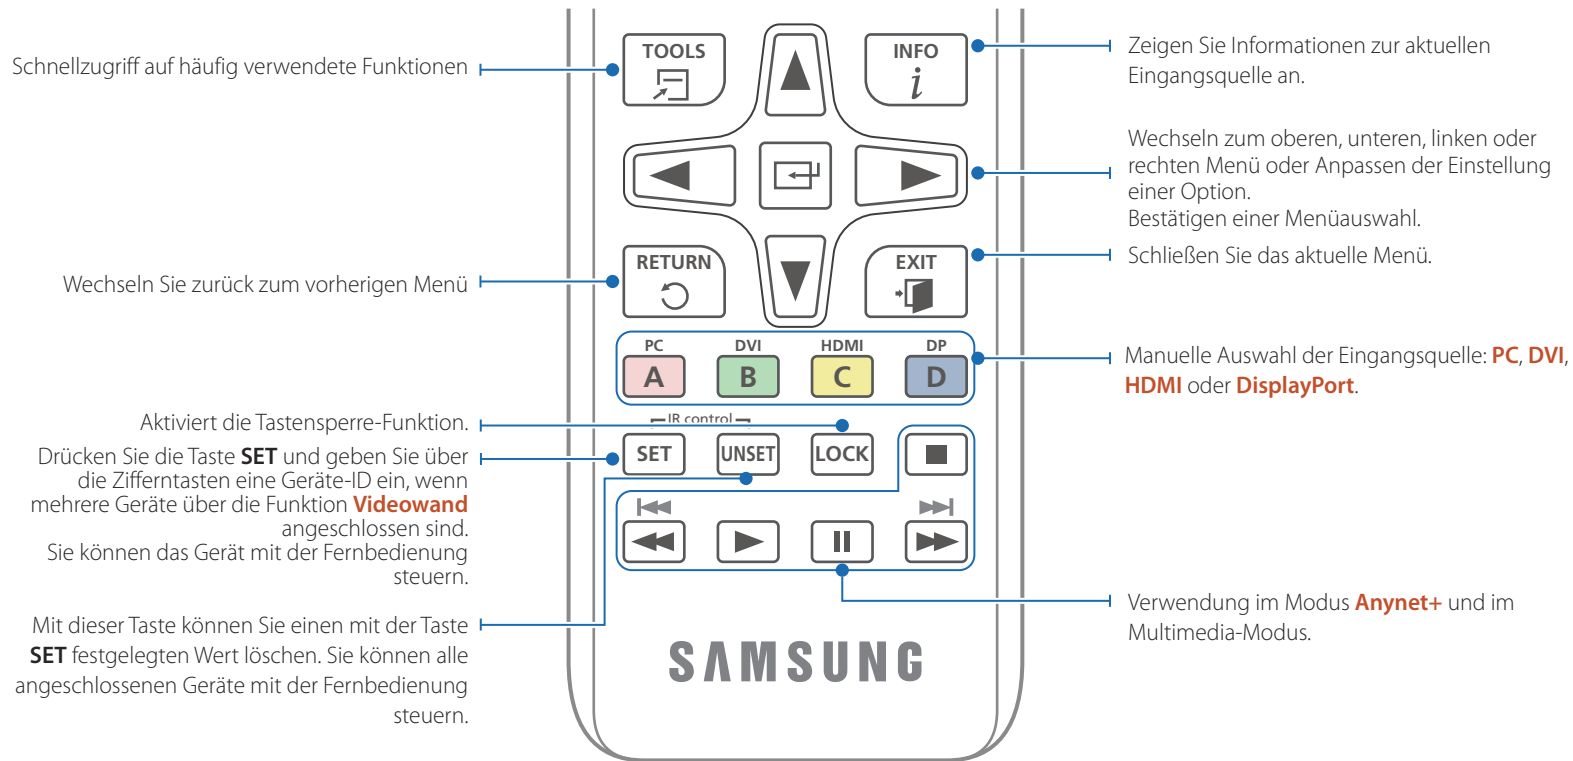 Schnellzugriff auf häufig verwendete Funktionen
TOOLS
INFO
i
Zeigen Sie Informationen zur aktuellen
Eingangsquelle an.
Wechseln zum oberen, unteren, linken oder
rechten Menü oder Anpassen der Einstellung
einer Option.
Bestätigen einer Menüauswahl.
Wechseln Sie zurück zum vorherigen Menü
RETURN
EXIT
Schließen Sie das aktuelle Menü.
PC DVI HDMI DP
A B C D
Manuelle Auswahl der Eingangsquelle: PC, DVI,
HDMI oder DisplayPort.
Aktiviert die Tastensperre-Funktion.
IR control
SET UNSET LOCK
Drücken Sie die Taste SET und geben Sie über
die Zifferntasten eine Geräte-ID ein, wenn
mehrere Geräte über die Funktion Videowand
angeschlossen sind.
Sie können das Gerät mit der Fernbedienung
steuern.
Mit dieser Taste können Sie einen mit der Taste
SET festgelegten Wert löschen. Sie können alle
angeschlossenen Geräte mit der Fernbedienung
steuern.
Verwendung im Modus Anynet+ und im
Multimedia-Modus.
SAMSUNG